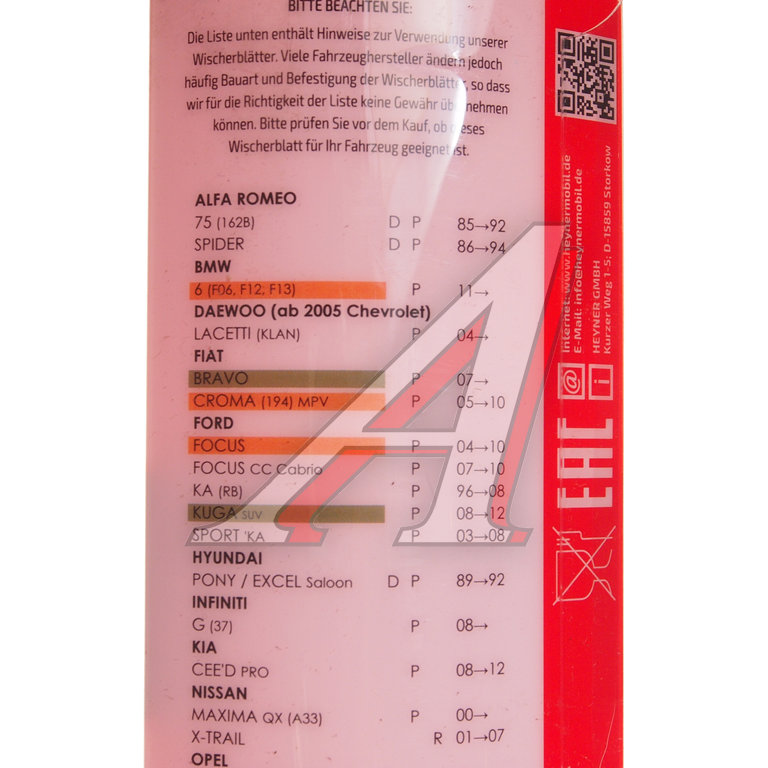 BITTE BEACHTEN SIE:
Die Liste unten enthält Hinweise zur Verwendung unserer
Wischerblätter. Viele Fahrzeughersteller ändern jedoch
häufig Bauart und Befestigung der Wischerblätter, so dass
wir für die Richtigkeit der Liste keine Gewähr übernehmen
können. Bitte prüfen Sie vor dem Kauf, ob dieses
Wischerblatt für Ihr Fahrzeug geeignet ist.
ALFA ROMEO
75 (162B) D P 85→92
SPIDER D P 86→94
BMW
6 (F06, F12, F13) P 11→
DAEWOO (ab 2005 Chevrolet)
LACETTI (KLAN) P 04→
FIAT
BRAVO P 07→
CROMA (194) MPV P 05→10
FORD
FOCUS P 04→10
FOCUS CC Cabrio P 07→10
KA (RB) P 96→08
KUGA SUV P 08→12
SPORT 'KA P 03→08
HYUNDAI
PONY / EXCEL Saloon D P 89→92
INFINITI
G (37) P 08→
KIA
CEE'D PRO P 08→12
NISSAN
MAXIMA QX (A33) P 00→
X-TRAIL R 01→07
OPEL
Internet: www.heynermobil.de
E-Mail: info@heynermobil.de
HEYNER GMBH
Kurzer Weg 1-5; D-15859 Storkow
@ i
EAC